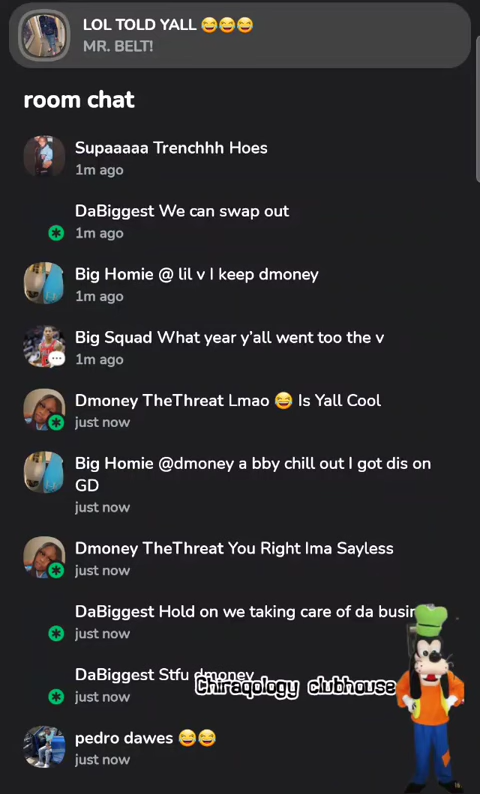 LOL TOLD YALL 😂😂😂
MR. BELT!
room chat
Supaaaaa Trenchhh Hoes
1m ago
DaBiggest We can swap out
1m ago
Big Homie @ lil v I keep dmoney
1m ago
Big Squad What year y'all went too the v
1m ago
Dmoney TheThreat Lmao 😂 Is Yall Cool
just now
Big Homie @dmoney a bby chill out I got dis on
GD
just now
Dmoney TheThreat You Right Ima Sayless
just now
DaBiggest Hold on we taking care of da
just now
DaBiggest Stfu dmoney
just now
Chiraqology clubhouse
pedro dawes 😂😂
just now